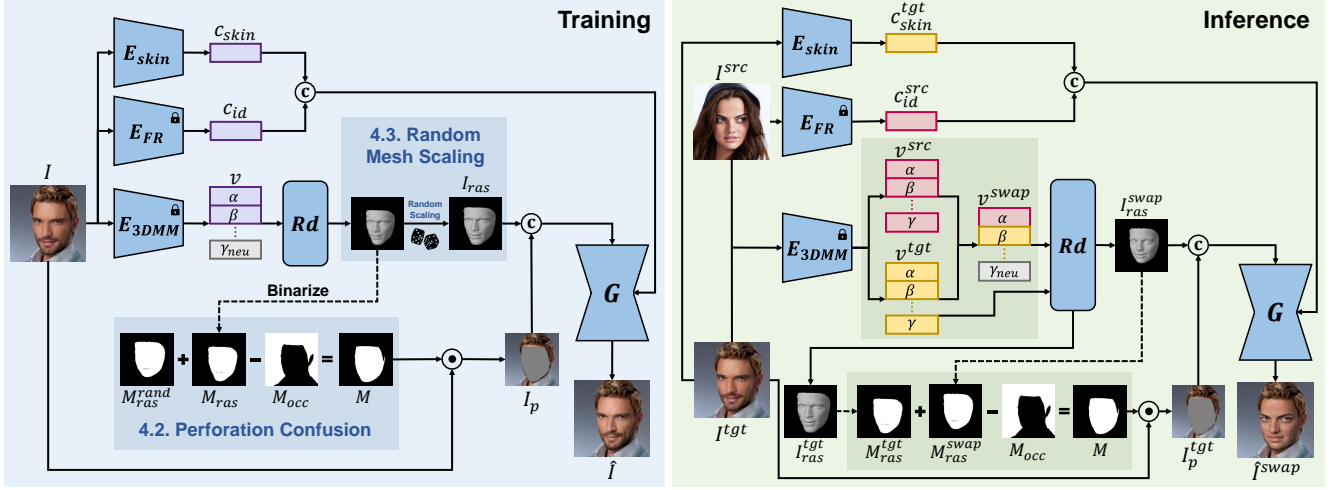 Training
E_skin
c_skin
c
E_FR
c_id
I
E_3DMM
v
α
β
γ_neu
Rd
4.3. Random
Mesh Scaling
I_ras
Random
Scaling
c
G
Binarize
+
-
=
M_ras^rand
M_ras
M_occ
M
I_p
4.2. Perforation Confusion
Î
Inference
E_skin
c_skin^tgt
c
I^src
E_FR
c_id^src
v^src
α
β
γ
E_3DMM
v^swap
α
β
γ_neu
v^tgt
α
β
γ
Rd
I_ras^swap
c
G
+
-
=
I^tgt
I_ras^tgt
M_ras^tgt
M_ras^swap
M_occ
M
I_p^tgt
Î^swap